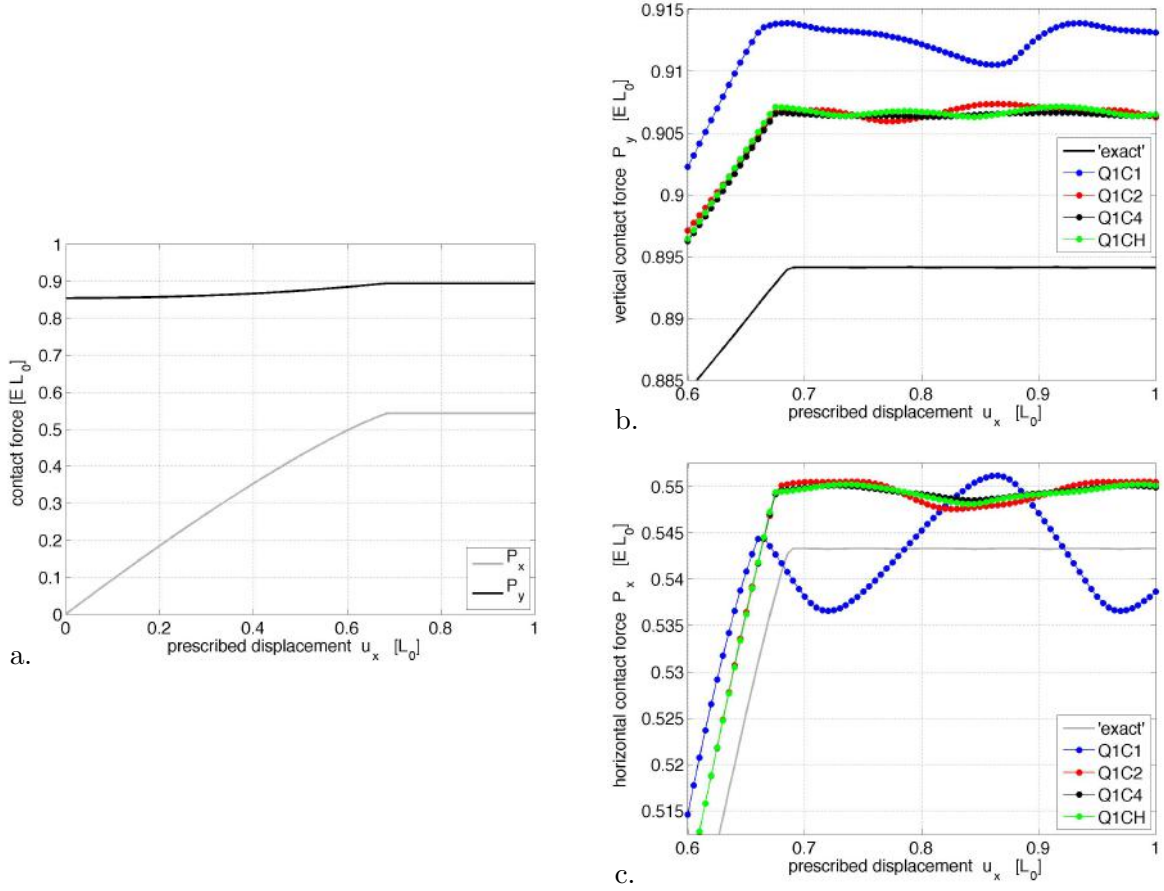 1
0.9
0.8
0.7
0.6
0.5
0.4
0.3
0.2
0.1
0
contact force [E L_0]
0 0.2 0.4 0.6 0.8 1
prescribed displacement u_x [L_0]
P_x
P_y
a.
0.915
0.91
0.905
0.9
0.895
0.89
0.885
vertical contact force P_y [E L_0]
0.6 0.7 0.8 0.9 1
prescribed displacement u_x [L_0]
'exact'
Q1C1
Q1C2
Q1C4
Q1CH
b.
0.55
0.545
0.54
0.535
0.53
0.525
0.52
0.515
horizontal contact force P_x [E L_0]
0.6 0.7 0.8 0.9 1
prescribed displacement u_x [L_0]
'exact'
Q1C1
Q1C2
Q1C4
Q1CH
c.